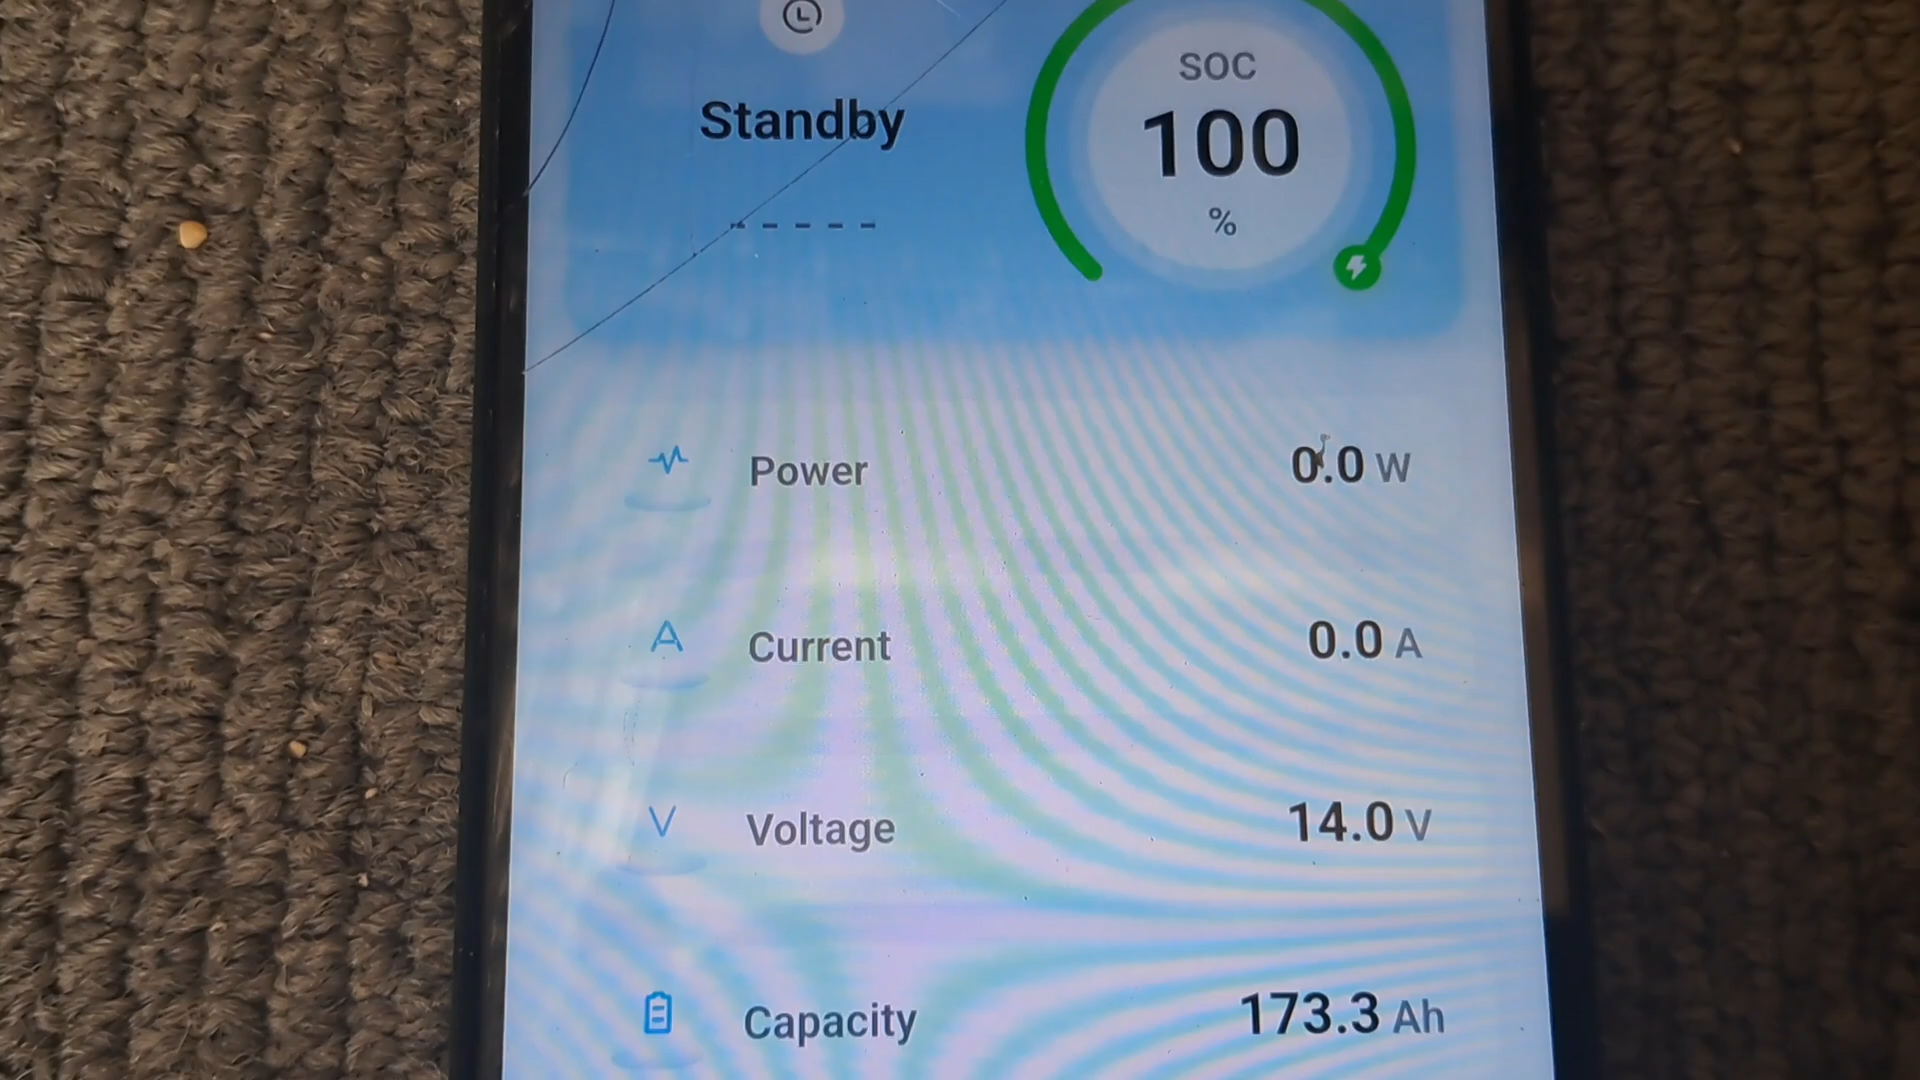 SOC
Standby
100
%
- - - - -
Power 0.0 W
A Current 0.0 A
V Voltage 14.0 V
Capacity 173.3 Ah